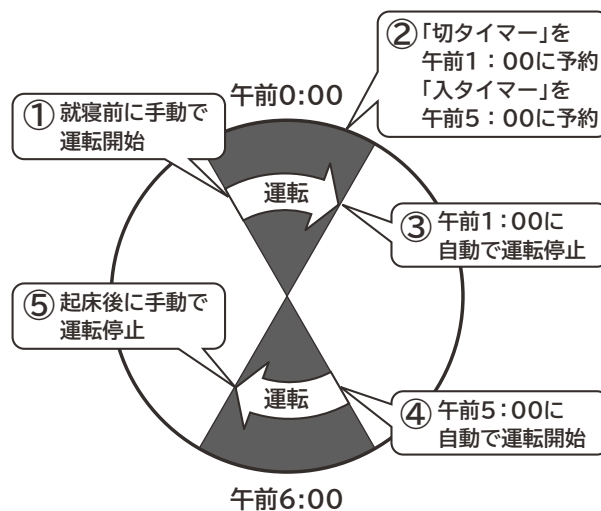 午前0:00
① 就寝前に手動で
運転開始
② 「切タイマー」を
午前1：00に予約
「入タイマー」を
午前5：00に予約
運転
③ 午前1：00に
自動で運転停止
④ 午前5：00に
自動で運転開始
運転
⑤ 起床後に手動で
運転停止
午前6:00